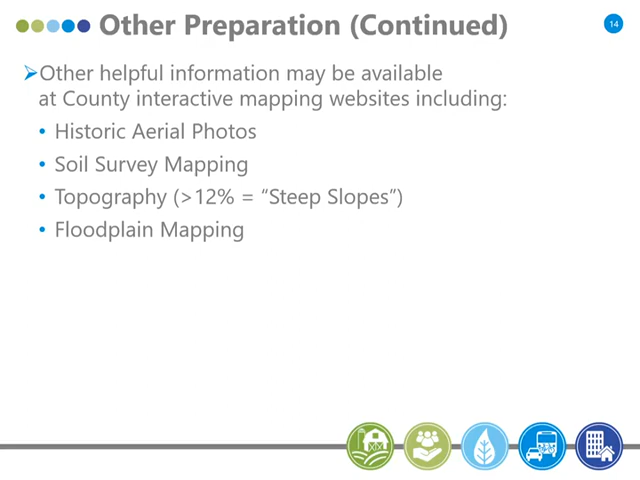 Other Preparation (Continued)
14
➢Other helpful information may be available
at County interactive mapping websites including:
• Historic Aerial Photos
• Soil Survey Mapping
• Topography (>12% = “Steep Slopes”)
• Floodplain Mapping